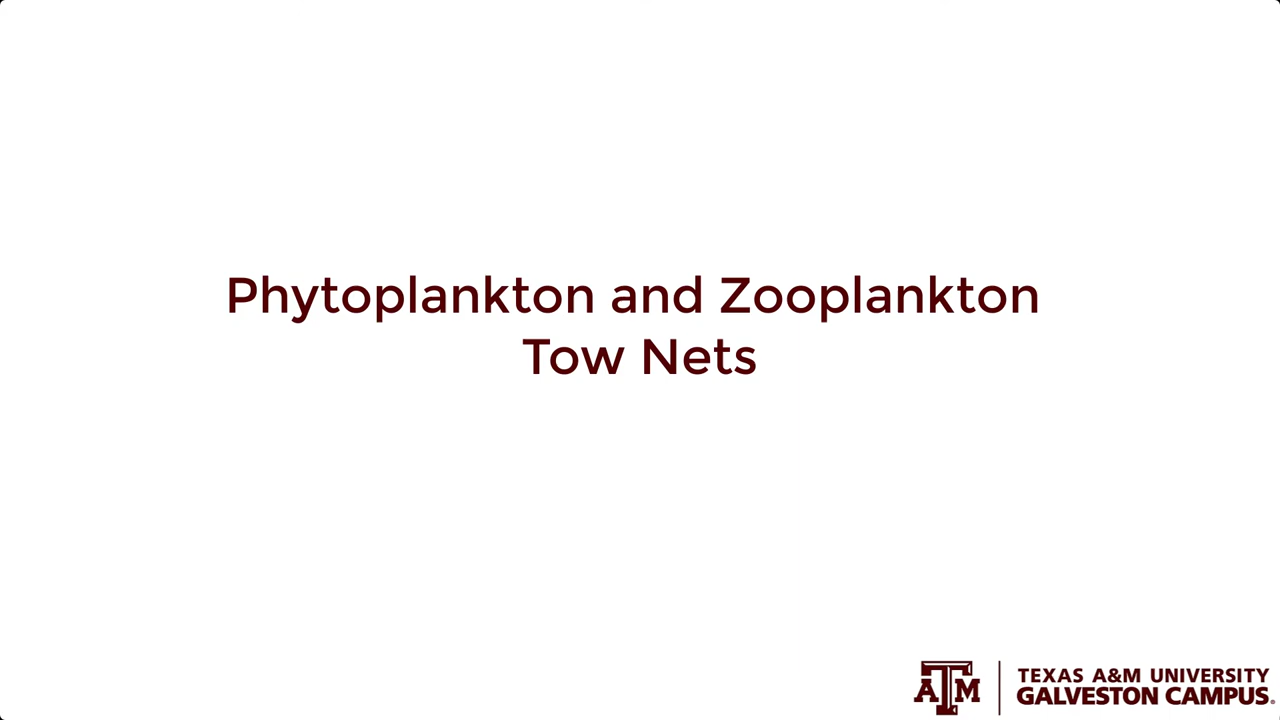 Phytoplankton and Zooplankton
Tow Nets
ATM
TEXAS A&M UNIVERSITY
GALVESTON CAMPUS®